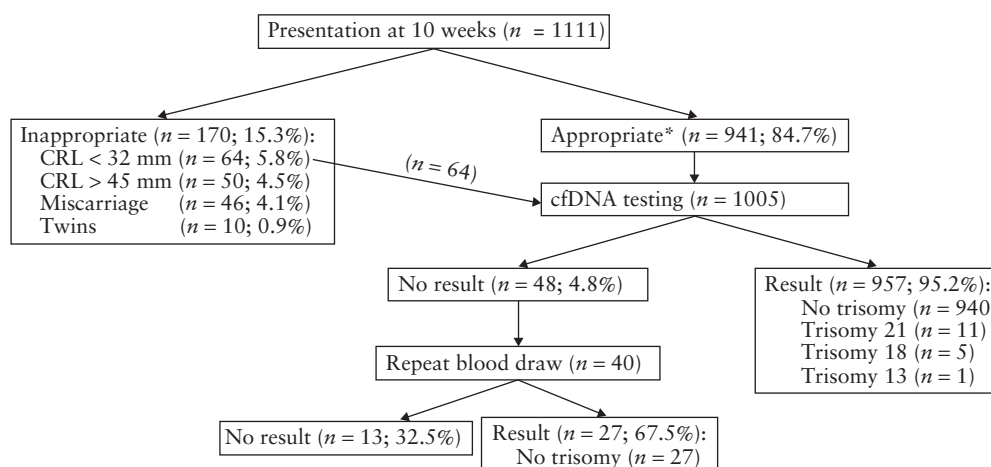 Presentation at 10 weeks (n = 1111)
Inappropriate (n = 170; 15.3%):
CRL < 32 mm (n = 64; 5.8%)
CRL > 45 mm (n = 50; 4.5%)
Miscarriage (n = 46; 4.1%)
Twins (n = 10; 0.9%)
(n = 64)
Appropriate* (n = 941; 84.7%)
cfDNA testing (n = 1005)
No result (n = 48; 4.8%)
Result (n = 957; 95.2%):
No trisomy (n = 940
Trisomy 21 (n = 11)
Trisomy 18 (n = 5)
Trisomy 13 (n = 1)
Repeat blood draw (n = 40)
No result (n = 13; 32.5%)
Result (n = 27; 67.5%):
No trisomy (n = 27)